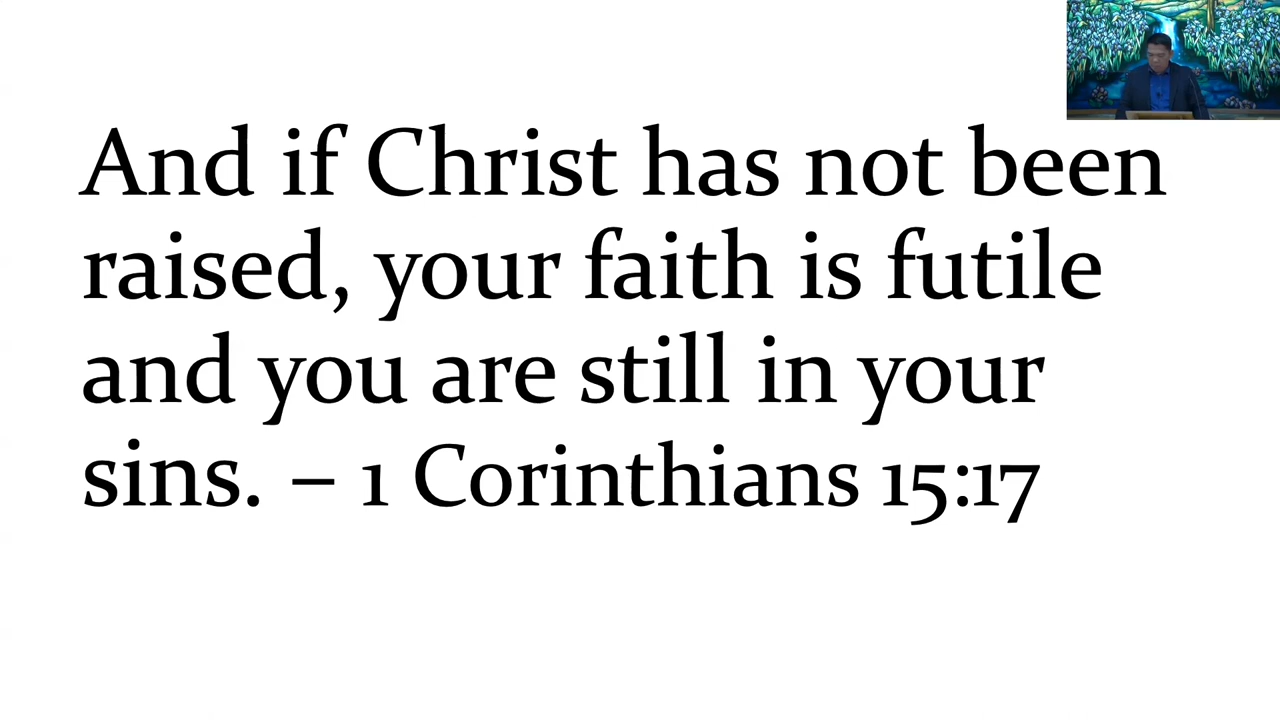 And if Christ has not been
raised, your faith is futile
and you are still in your
sins. – 1 Corinthians 15:17